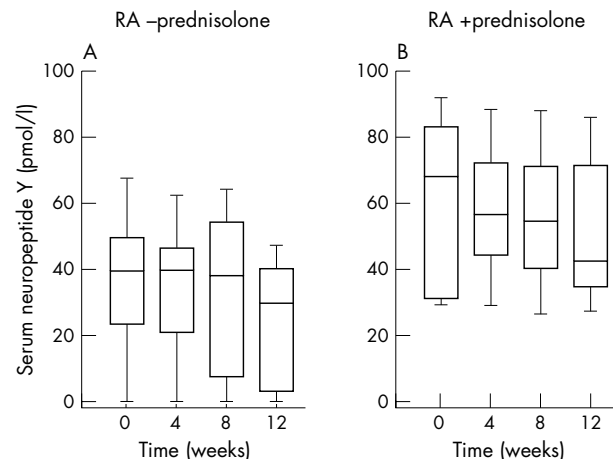 RA –prednisolone
A
Serum neuropeptide Y (pmol/l)
100
80
60
40
20
0
0 4 8 12
Time (weeks)
RA +prednisolone
B
100
80
60
40
20
0
0 4 8 12
Time (weeks)